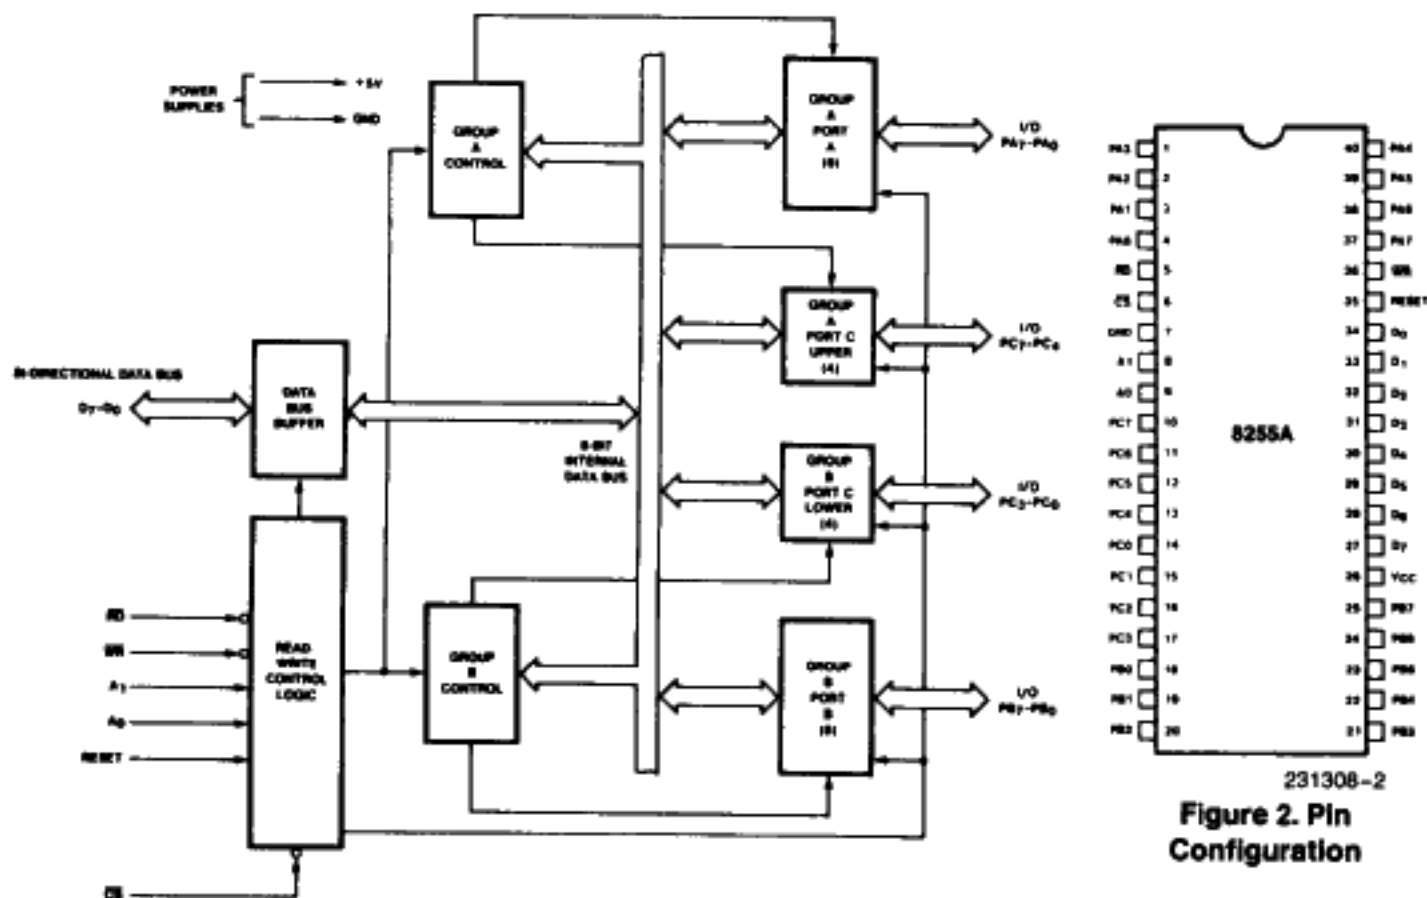 POWER
SUPPLIES
+5V
GND
GROUP
A
CONTROL
GROUP
A
PORT
A
(8)
I/O
PA7-PA0
GROUP
A
PORT C
UPPER
(4)
I/O
PC7-PC4
BI-DIRECTIONAL DATA BUS
D7-D0
DATA
BUS
BUFFER
8-BIT
INTERNAL
DATA BUS
GROUP
B
PORT C
LOWER
(4)
I/O
PC3-PC0
RD
WR
A1
A0
RESET
CS
READ
WRITE
CONTROL
LOGIC
GROUP
B
CONTROL
GROUP
B
PORT
B
(8)
I/O
PB7-PB0
PA3 1 40 PA4
PA2 2 39 PA5
PA1 3 38 PA6
PA0 4 37 PA7
RD 5 36 WR
CS 6 35 RESET
GND 7 34 D0
A1 8 33 D1
A0 9 32 D2
PC7 10 31 D3
PC6 11 30 D4
PC5 12 29 D5
PC4 13 28 D6
PC0 14 27 D7
PC1 15 26 VCC
PC2 16 25 PB7
PC3 17 24 PB6
PB0 18 23 PB5
PB1 19 22 PB4
PB2 20 21 PB3
8255A
231308-2
Figure 2. Pin
Configuration